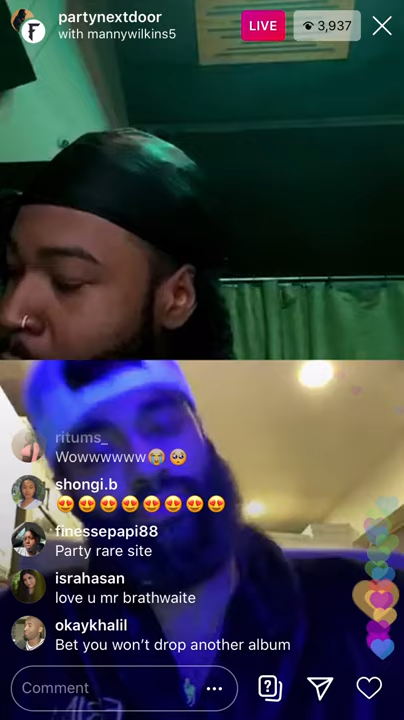 partynextdoor
with mannywilkins5
LIVE
3,937
ritums_
Wowwwwww😭🥺
shongi.b
😍😍😍😍😍😍😍😍
finessepapi88
Party rare site
israhasan
love u mr brathwaite
okaykhalil
Bet you won’t drop another album
Comment